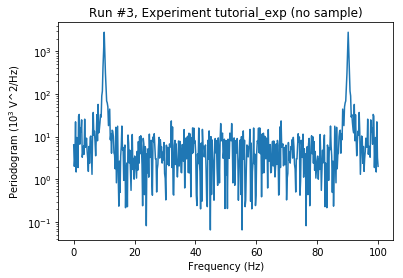 Run #3, Experiment tutorial_exp (no sample)
Periodogram (10³ V^2/Hz)
10³
10²
10¹
10⁰
10⁻¹
0 20 40 60 80 100
Frequency (Hz)